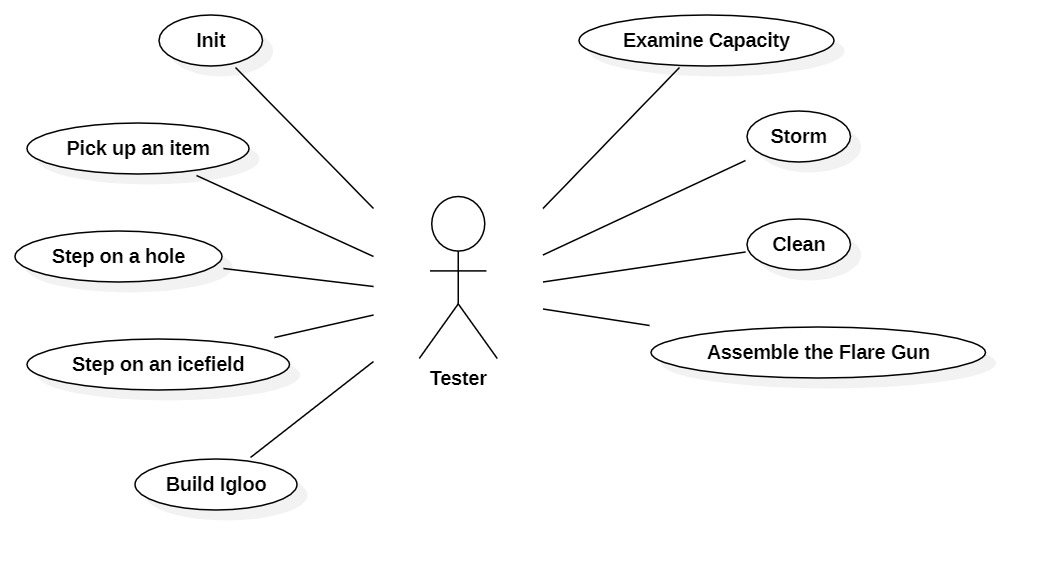 Init
Examine Capacity
Storm
Pick up an item
Clean
Step on a hole
Assemble the Flare Gun
Step on an icefield
Tester
Build Igloo